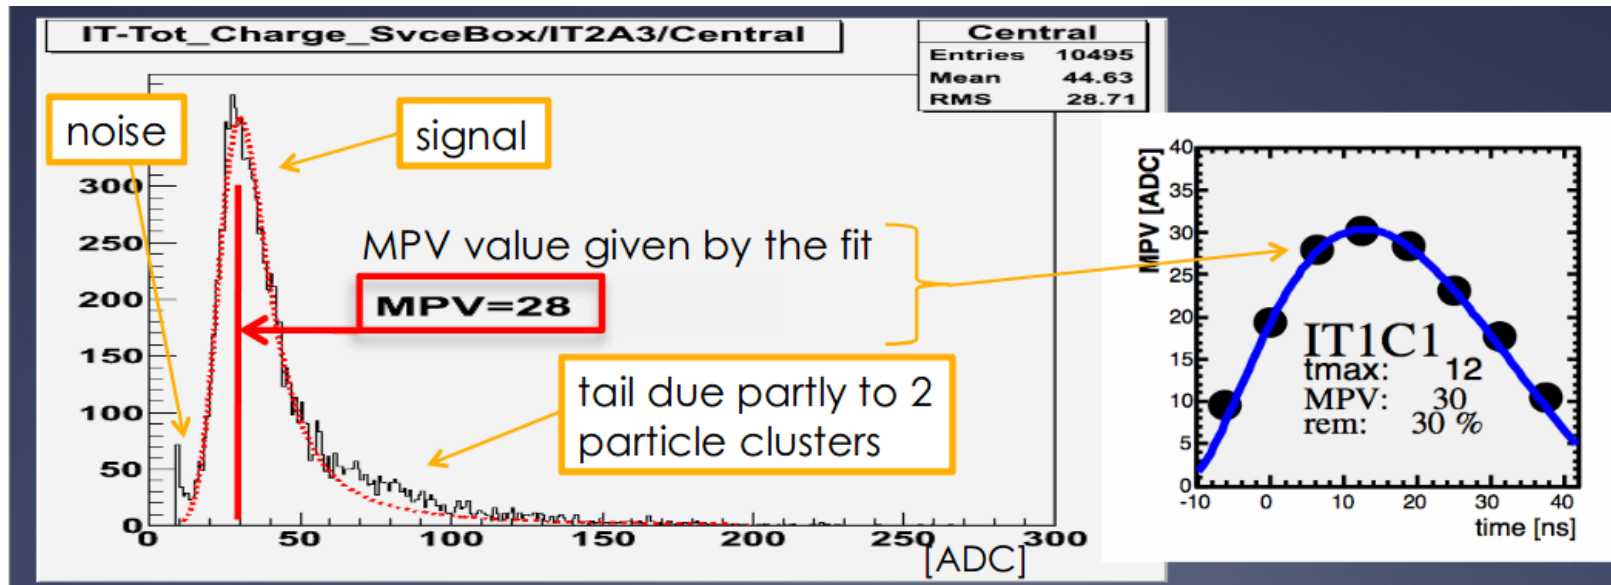 IT-Tot_Charge_SvceBox/IT2A3/Central
Central
Entries 10495
Mean 44.63
RMS 28.71
noise
signal
MPV value given by the fit
MPV=28
tail due partly to 2
particle clusters
300
250
200
150
100
50
0
0 50 100 150 200 250 300
[ADC]
MPV [ADC]
40
35
30
25
20
15
10
5
0
IT1C1
tmax: 12
MPV: 30
rem: 30 %
-10 0 10 20 30 40
time [ns]